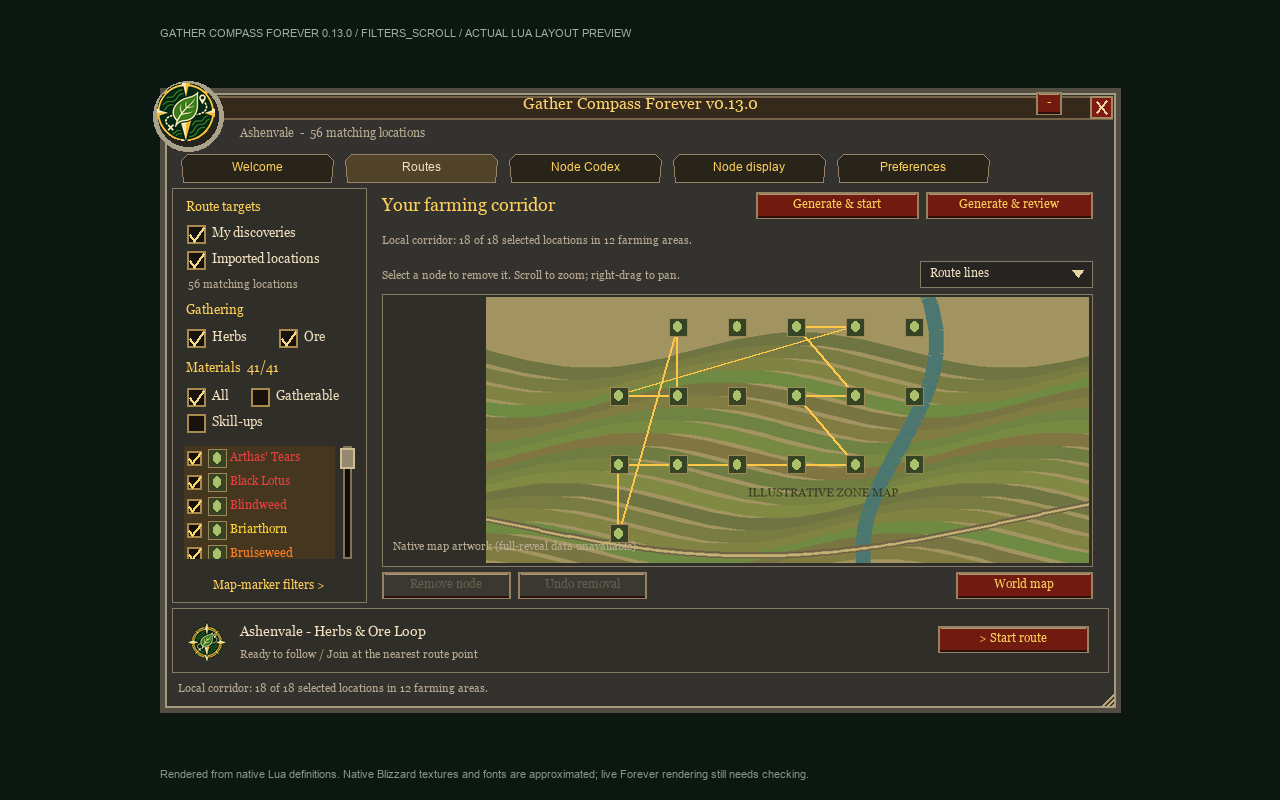 GATHER COMPASS FOREVER 0.13.0 / FILTERS_SCROLL / ACTUAL LUA LAYOUT PREVIEW
Gather Compass Forever v0.13.0
-
X
Ashenvale - 56 matching locations
Welcome
Routes
Node Codex
Node display
Preferences
Route targets
My discoveries
Imported locations
56 matching locations
Gathering
Herbs
Ore
Materials 41/41
All
Gatherable
Skill-ups
Arthas' Tears
Black Lotus
Blindweed
Briarthorn
Bruiseweed
Map-marker filters >
Your farming corridor
Generate & start
Generate & review
Local corridor: 18 of 18 selected locations in 12 farming areas.
Select a node to remove it. Scroll to zoom; right-drag to pan.
Route lines
ILLUSTRATIVE ZONE MAP
Native map artwork (full-reveal data unavailable)
Remove node
Undo removal
World map
Ashenvale - Herbs & Ore Loop
Ready to follow / Join at the nearest route point
> Start route
Local corridor: 18 of 18 selected locations in 12 farming areas.
Rendered from native Lua definitions. Native Blizzard textures and fonts are approximated; live Forever rendering still needs checking.